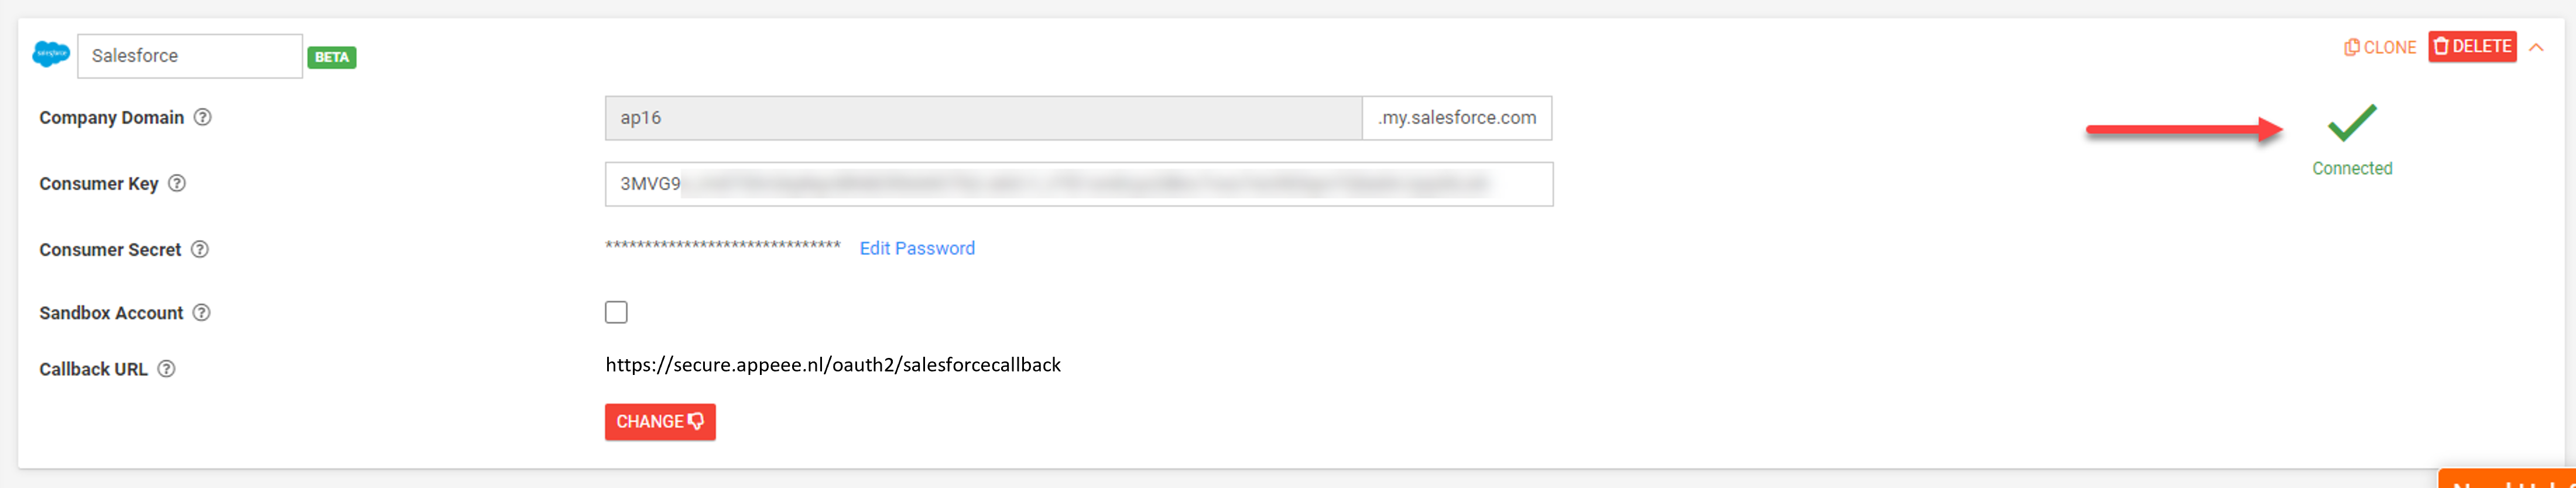 salesforce
Salesforce
BETA
CLONE
DELETE
Company Domain
ap16
.my.salesforce.com
Connected
Consumer Key
3MVG9
Consumer Secret
******************************
Edit Password
Sandbox Account
Callback URL
https://secure.appeee.nl/oauth2/salesforcecallback
CHANGE